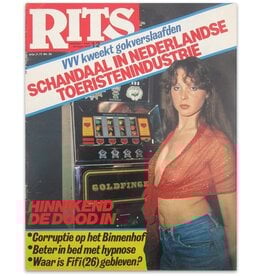 RITS
VVV kweekt gokverslaafden
SCHANDAAL IN NEDERLANDSE
TOERISTENINDUSTRIE
GOLDFINGER
HINNIKEND
DE DOOD IN
•Corruptie op het Binnenhof
•Beter in bed met hypnose
•Waar is Fifi(26) gebleven?